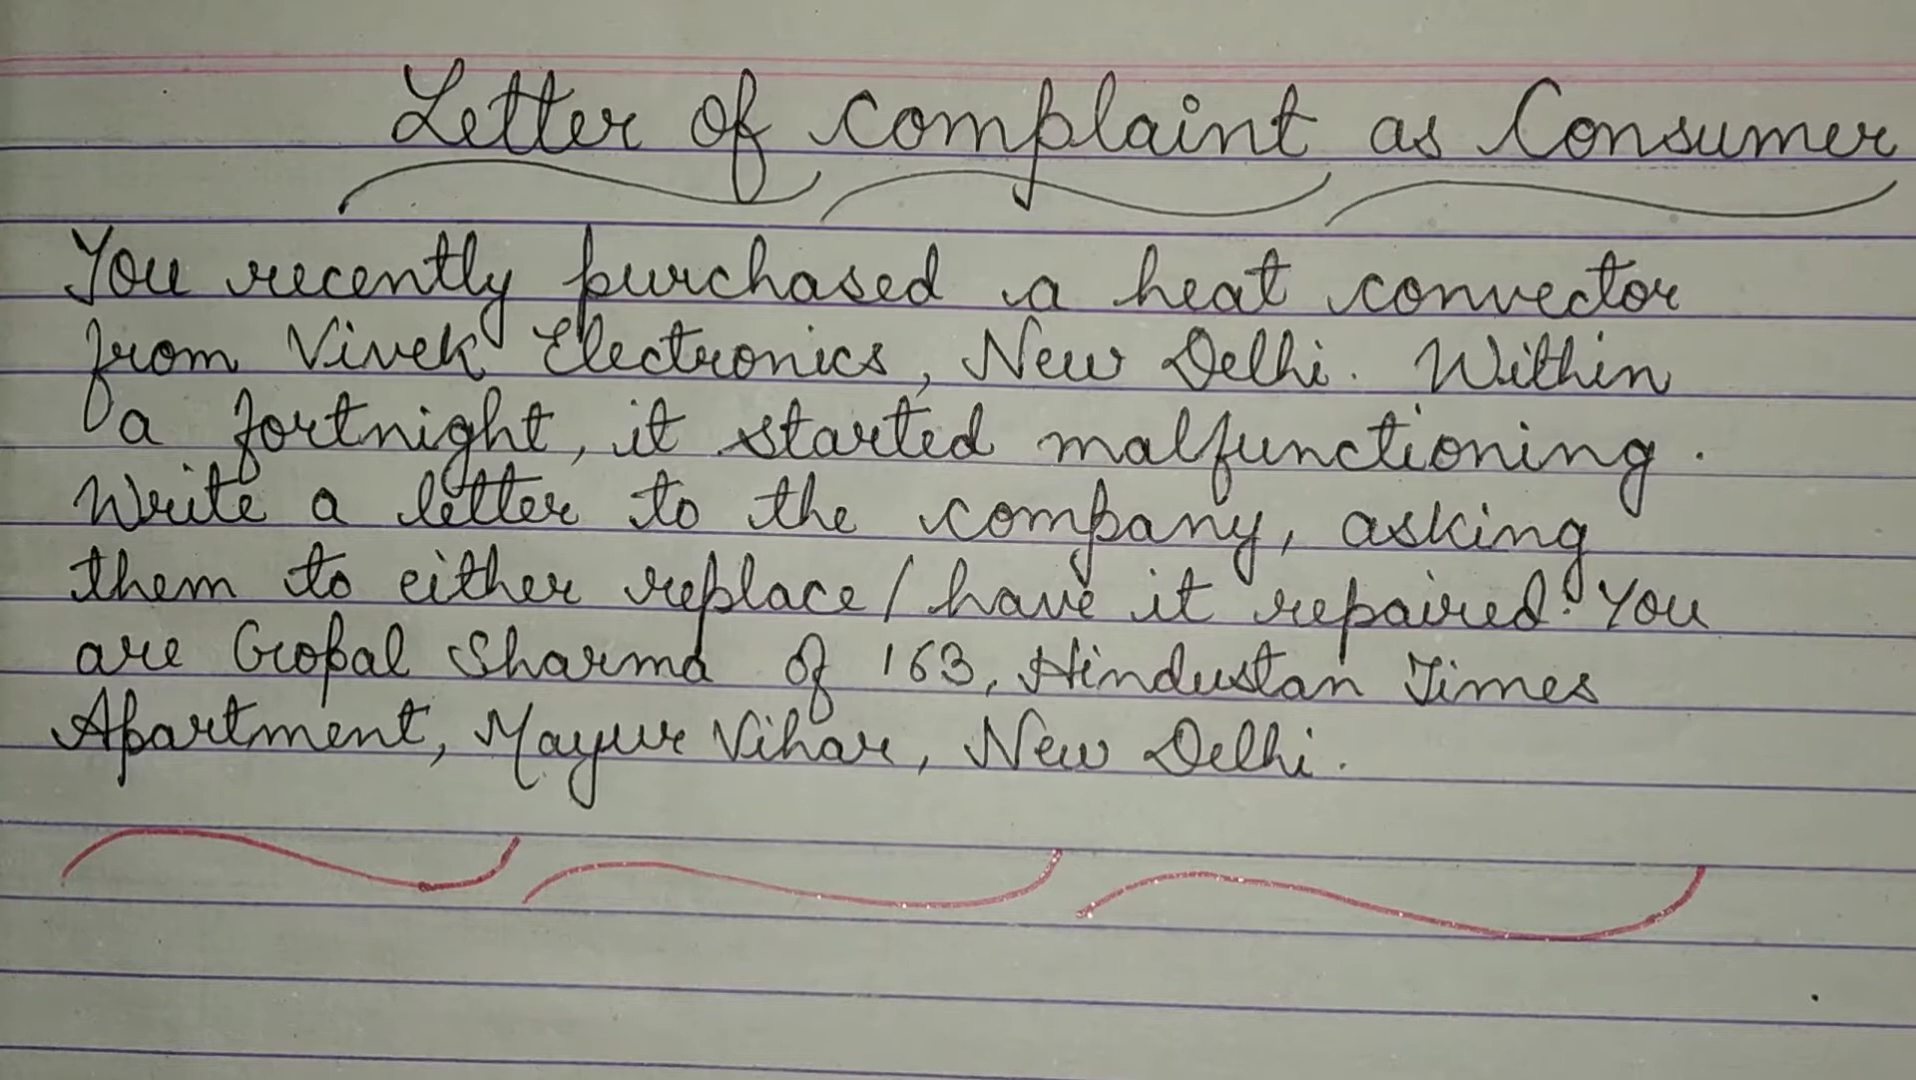 Letter of complaint as Consumer
You recently purchased a heat convector
from Vivek Electronics, New Delhi. Within
a fortnight, it started malfunctioning.
Write a letter to the company, asking
them to either replace/have it repaired. You
are Gopal Sharma of 163, Hindustan Times
Apartment, Mayur Vihar, New Delhi.